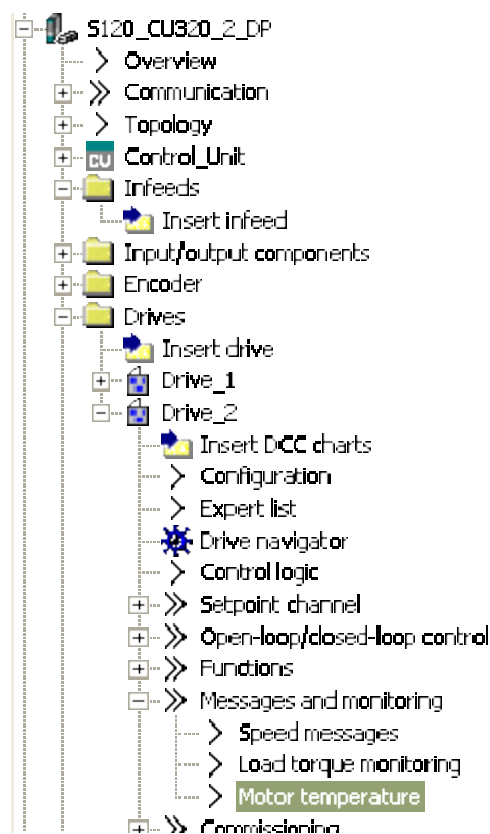 S120_CU320_2_DP
Overview
Communication
Topology
CU Control_Unit
Infeeds
Insert infeed
Input/output components
Encoder
Drives
Insert drive
Drive_1
Drive_2
Insert DCC charts
Configuration
Expert list
Drive navigator
Control logic
Setpoint channel
Open-loop/closed-loop control
Functions
Messages and monitoring
Speed messages
Load torque monitoring
Motor temperature
Commissioning